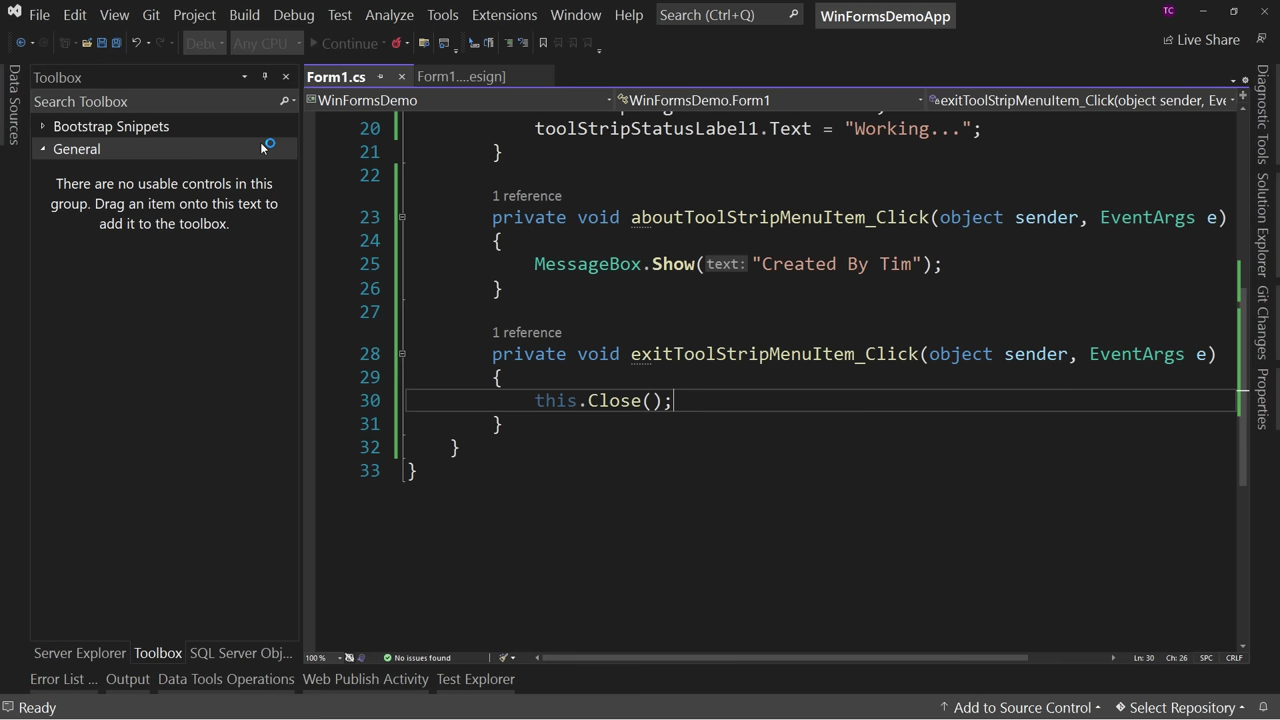 File Edit View Git Project Build Debug Test Analyze Tools Extensions Window Help Search (Ctrl+Q) WinFormsDemoApp TC
Live Share
Any CPU Continue
Data Sources
Toolbox
Search Toolbox
Bootstrap Snippets
General
There are no usable controls in this
group. Drag an item onto this text to
add it to the toolbox.
Server Explorer Toolbox SQL Server Obj...
Form1.cs Form1....esign]
WinFormsDemo WinFormsDemo.Form1 exitToolStripMenuItem_Click(object sender, Eve
20 toolStripStatusLabel1.Text = "Working...";
21 }
22
1 reference
23 private void aboutToolStripMenuItem_Click(object sender, EventArgs e)
24 {
25 MessageBox.Show(text: "Created By Tim");
26 }
27
1 reference
28 private void exitToolStripMenuItem_Click(object sender, EventArgs e)
29 {
30 this.Close();
31 }
32 }
33 }
100% No issues found Ln: 30 Ch: 26 SPC CRLF
Diagnostic Tools
Solution Explorer
Git Changes
Properties
Error List ... Output Data Tools Operations Web Publish Activity Test Explorer
Ready Add to Source Control Select Repository